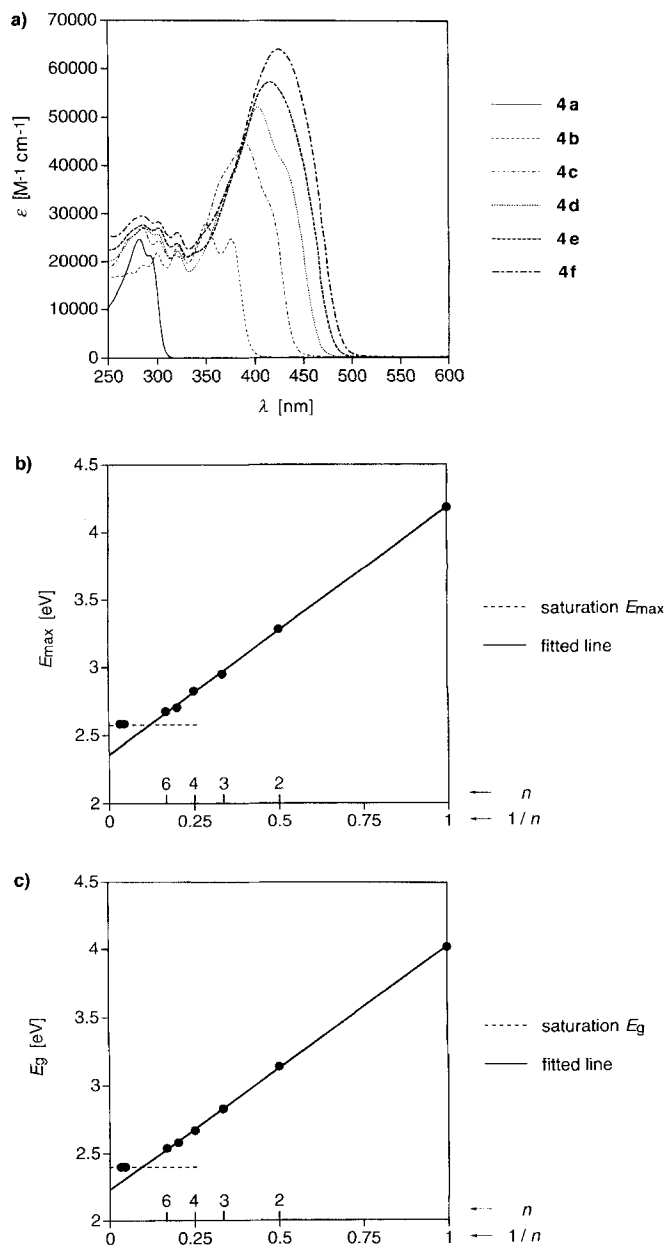 a)
70000
60000
50000
40000
30000
20000
10000
0
ε [M-1 cm-1]
250 300 350 400 450 500 550 600
λ [nm]
4a
4b
4c
4d
4e
4f
b)
4.5
4
3.5
3
2.5
2
Emax [eV]
6 4 3 2
n
0 0.25 0.5 0.75 1
1 / n
saturation Emax
fitted line
c)
4.5
4
3.5
3
2.5
2
Eg [eV]
6 4 3 2
n
0 0.25 0.5 0.75 1
1 / n
saturation Eg
fitted line